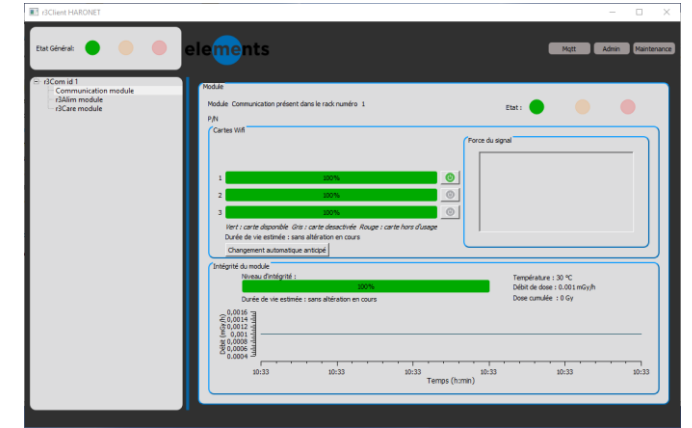 r3Client HARDNET
Etat Général:
elements
Mqtt
Admin
Maintenance
r3Com id 1
Communication module
r3Alim module
r3Care module
Module
Module Communication présent dans le rack numéro 1
Etat :
P/N
Cartes Wifi
Force du signal
1 100%
2 100%
3 100%
Vert : carte disponible Gris : carte desactivée Rouge : carte hors d'usage
Durée de vie estimée : sans altération en cours
Changement automatique anticipé
Intégrité du module
Niveau d'intégrité :
100%
Durée de vie estimée : sans altération en cours
Température : 30 °C
Débit de dose : 0.001 mGy/h
Dose cumulée : 0 Gy
Débit (mGy/h)
0,0016
0,0014
0,0012
0,001
0,0008
0,0006
0,0004
10:33 10:33 10:33 10:33 10:33 10:33
Temps (h:min)